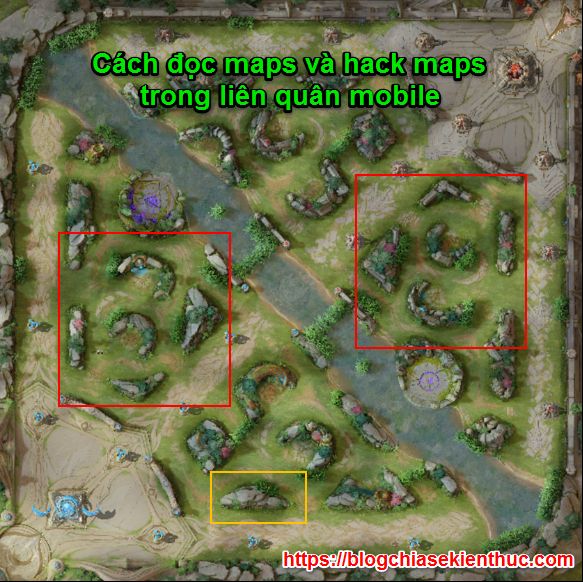 Cách đọc maps và hack maps
trong liên quân mobile
https://blogchiasekienthuc.com